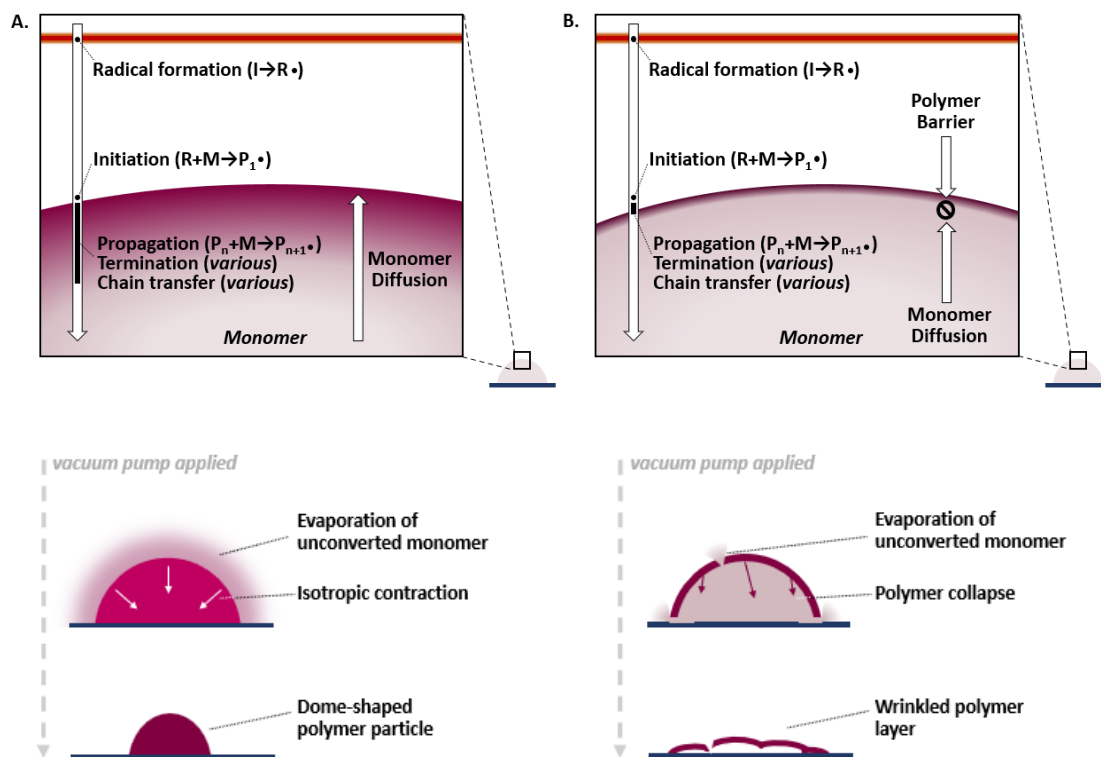 A.
Radical formation (I→R•)
Initiation (R+M→P₁•)
Propagation (Pₙ+M→Pₙ₊₁•)
Termination (various)
Chain transfer (various)
Monomer
Diffusion
Monomer
B.
Radical formation (I→R•)
Polymer
Barrier
Initiation (R+M→P₁•)
Propagation (Pₙ+M→Pₙ₊₁•)
Termination (various)
Chain transfer (various)
Monomer
Diffusion
Monomer
vacuum pump applied
Evaporation of
unconverted monomer
Isotropic contraction
Dome-shaped
polymer particle
vacuum pump applied
Evaporation of
unconverted monomer
Polymer collapse
Wrinkled polymer
layer